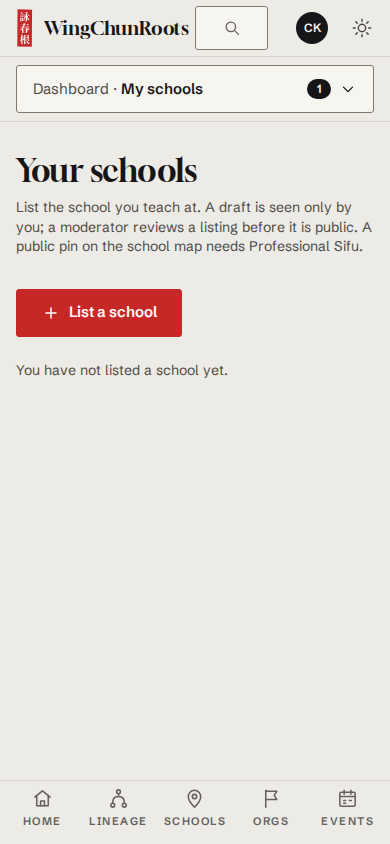 詠春根
WingChunRoots
CK
Dashboard · My schools
1
Your schools
List the school you teach at. A draft is seen only by
you; a moderator reviews a listing before it is public. A
public pin on the school map needs Professional Sifu.
+ List a school
You have not listed a school yet.
HOME LINEAGE SCHOOLS ORGS EVENTS